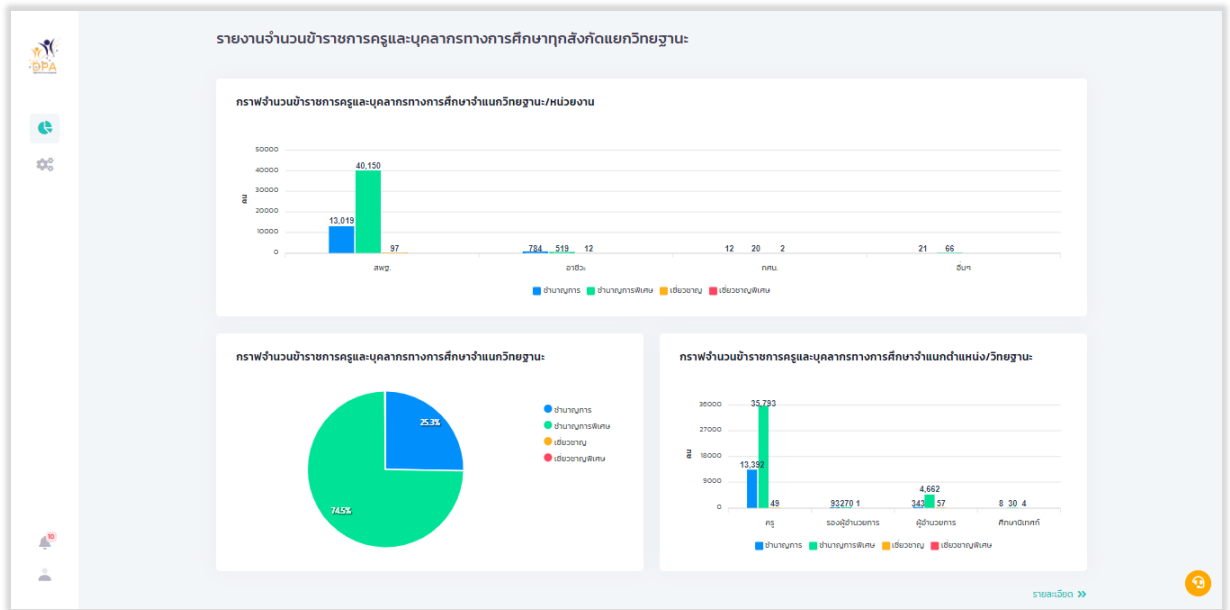 รายงานจำนวนข้าราชการครูและบุคลากรทางการศึกษาทุกสังกัดแยกวิทยฐานะ
DPA
กราฟจำนวนข้าราชการครูและบุคลากรทางการศึกษาจำแนกวิทยฐานะ/หน่วยงาน
50000
40000
30000
20000
10000
0
คน
13,019 40,150 97
784 519 12
12 20 2
21 66
สพฐ. อาชีวะ กศน. อื่นๆ
ชำนาญการ ชำนาญการพิเศษ เชี่ยวชาญ เชี่ยวชาญพิเศษ
กราฟจำนวนข้าราชการครูและบุคลากรทางการศึกษาจำแนกวิทยฐานะ
25.3%
74.5%
ชำนาญการ
ชำนาญการพิเศษ
เชี่ยวชาญ
เชี่ยวชาญพิเศษ
กราฟจำนวนข้าราชการครูและบุคลากรทางการศึกษาจำแนกตำแหน่ง/วิทยฐานะ
36000
27000
18000
9000
0
คน
13,392 35,793 49
93270 1
343 4,662 57
8 30 4
ครู รองผู้อำนวยการ ผู้อำนวยการ ศึกษานิเทศก์
ชำนาญการ ชำนาญการพิเศษ เชี่ยวชาญ เชี่ยวชาญพิเศษ
10
รายละเอียด